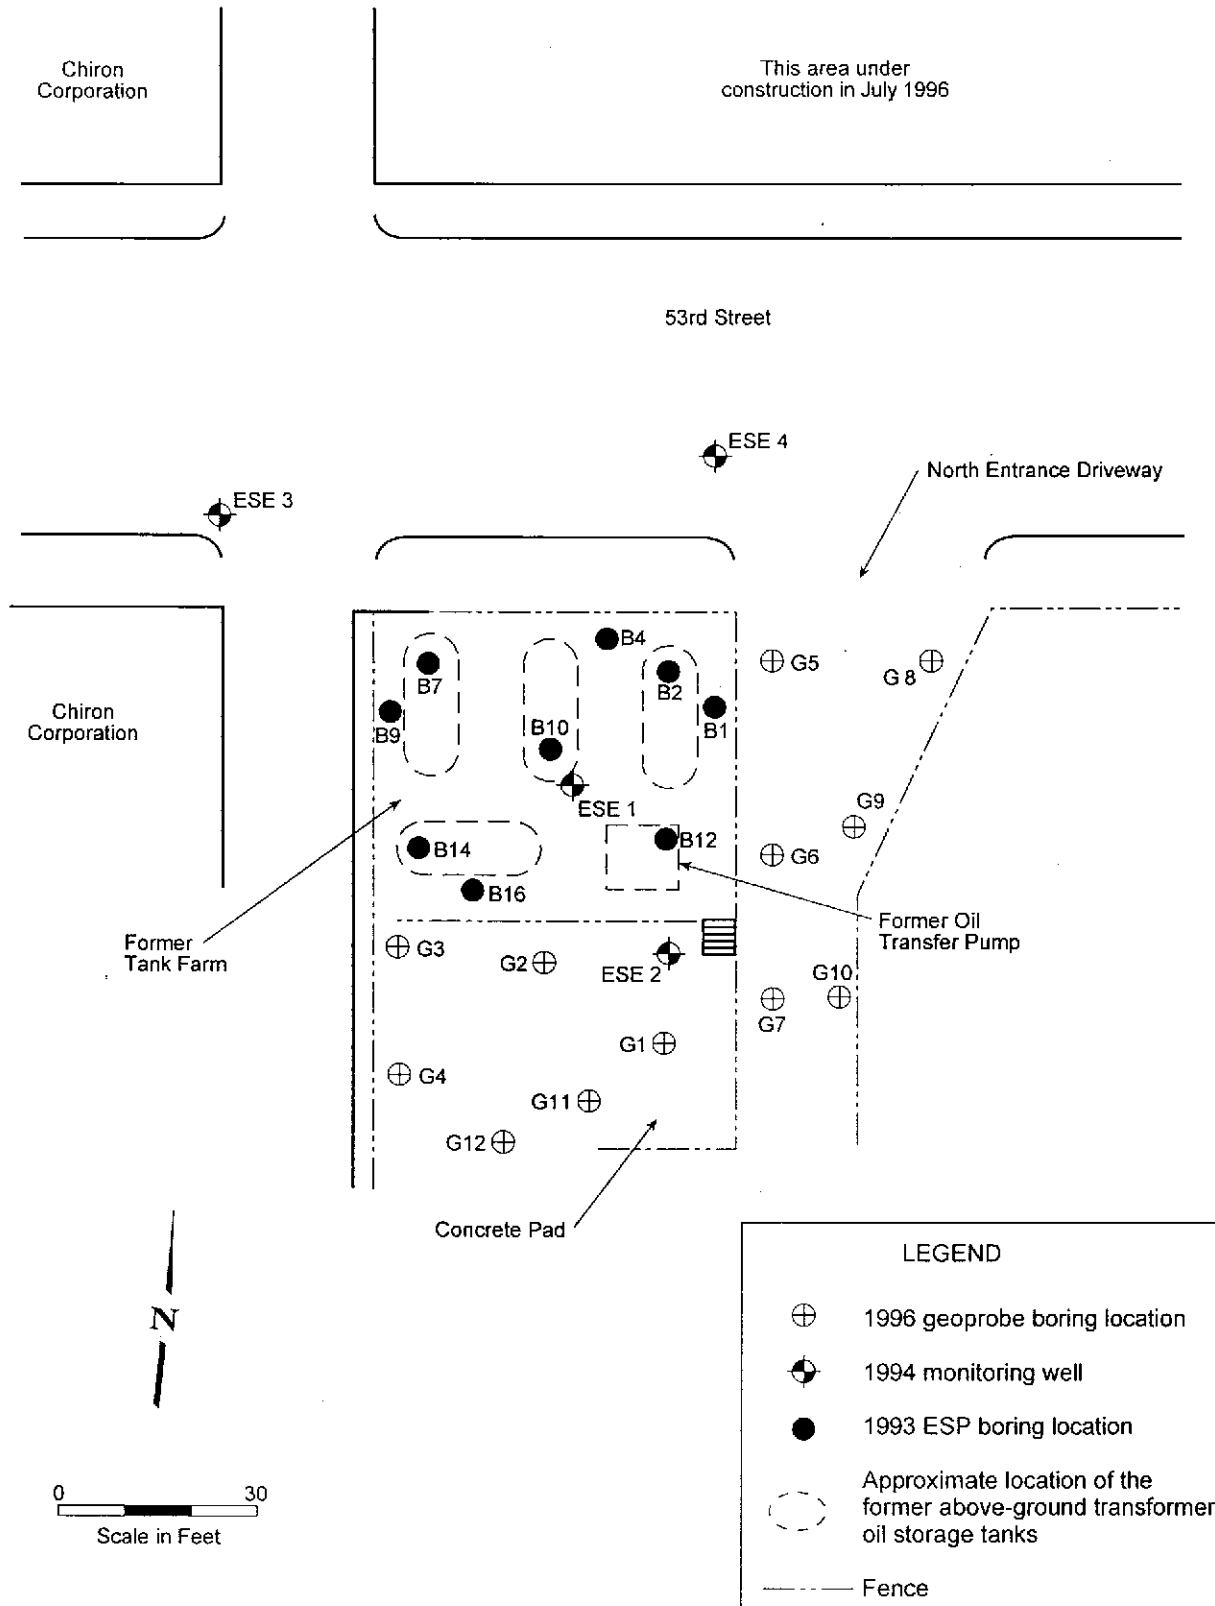 Chiron
Corporation
This area under
construction in July 1996
53rd Street
ESE 4
North Entrance Driveway
ESE 3
B4
G5
G 8
B7
B2
Chiron
Corporation
B9
B10
B1
ESE 1
G9
B14
B12
G6
B16
Former
Tank Farm
G3
G2
ESE 2
Former Oil
Transfer Pump
G10
G7
G1
G4
G11
G12
Concrete Pad
N
0 30
Scale in Feet
LEGEND
1996 geoprobe boring location
1994 monitoring well
1993 ESP boring location
Approximate location of the
former above-ground transformer
oil storage tanks
Fence